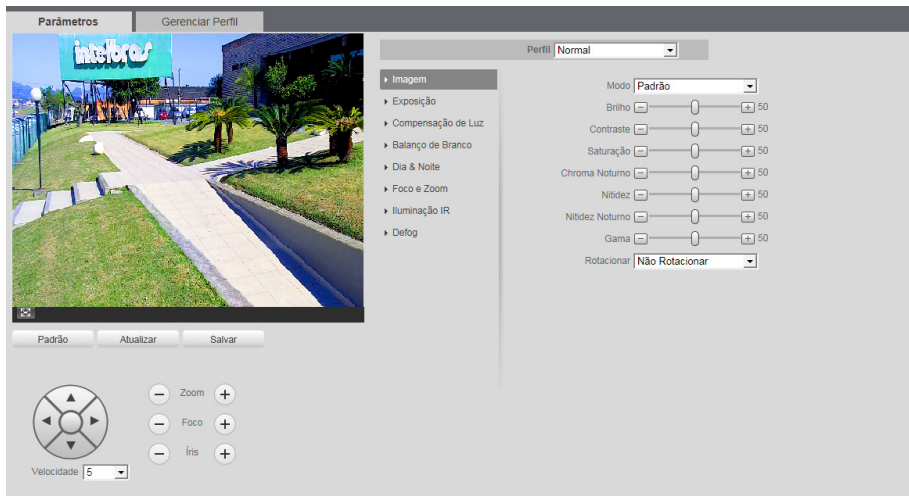 Parâmetros
Gerenciar Perfil
intelbras
Perfil Normal
Imagem
Exposição
Compensação de Luz
Balanço de Branco
Dia & Noite
Foco e Zoom
Iluminação IR
Defog
Modo Padrão
Brilho 50
Contraste 50
Saturação 50
Chroma Noturno 50
Nitidez 50
Nitidez Noturno 50
Gama 50
Rotacionar Não Rotacionar
Padrão
Atualizar
Salvar
Zoom
Foco
Íris
Velocidade 5